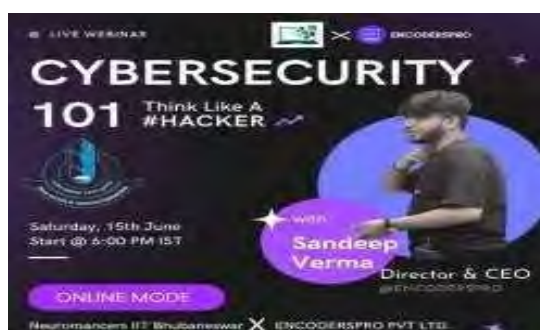 LIVE WEBINAR
× ENCODERSPRO
CYBERSECURITY
101 Think Like A
#HACKER
Saturday, 15th June
Start @ 6:00 PM IST
with
Sandeep
Verma
Director & CEO
@ENCODERSPRO
ONLINE MODE
Neuromancers IIT Bhubaneswar X ENCODERSPRO PVT LTD